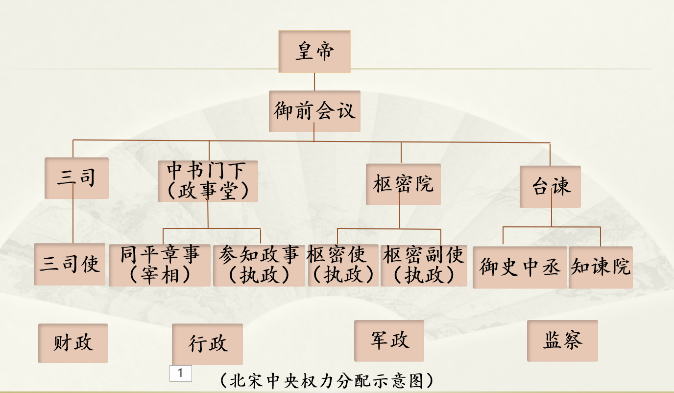 皇帝
御前会议
三司
中书门下
（政事堂）
枢密院
台谏
三司使
同平章事
（宰相）
参知政事
（执政）
枢密使
（执政）
枢密副使
（执政）
御史中丞
知谏院
财政
行政
军政
监察
1
（北宋中央权力分配示意图）